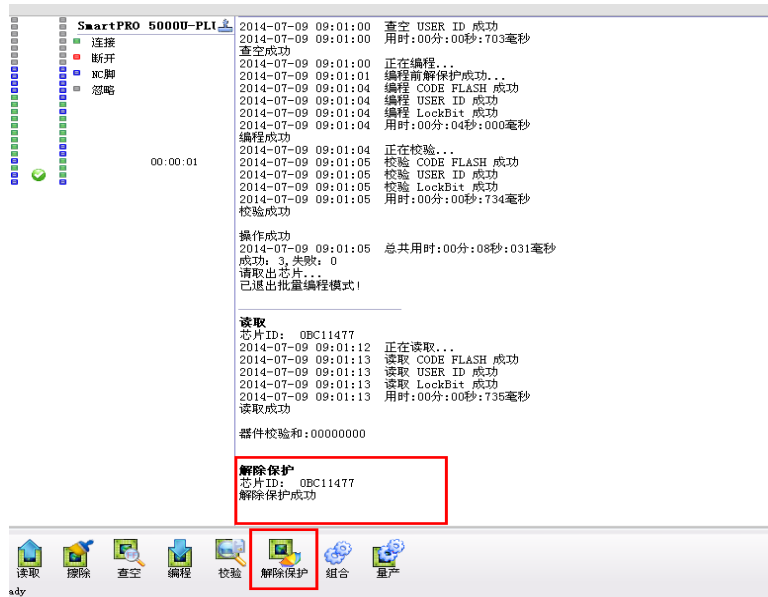 SmartPRO 5000U-PLU
连接
断开
NC脚
忽略
00:00:01
2014-07-09 09:01:00 查空 USER ID 成功
2014-07-09 09:01:00 用时:00分:00秒:703毫秒
查空成功
2014-07-09 09:01:00 正在编程...
2014-07-09 09:01:01 编程前解保护成功...
2014-07-09 09:01:04 编程 CODE FLASH 成功
2014-07-09 09:01:04 编程 USER ID 成功
2014-07-09 09:01:04 编程 LockBit 成功
2014-07-09 09:01:04 用时:00分:04秒:000毫秒
编程成功
2014-07-09 09:01:04 正在校验...
2014-07-09 09:01:05 校验 CODE FLASH 成功
2014-07-09 09:01:05 校验 USER ID 成功
2014-07-09 09:01:05 校验 LockBit 成功
2014-07-09 09:01:05 用时:00分:00秒:734毫秒
校验成功
操作成功
2014-07-09 09:01:05 总共用时:00分:08秒:031毫秒
成功: 3,失败: 0
请取出芯片...
已退出批量编程模式!
读取
芯片ID: 0BC11477
2014-07-09 09:01:12 正在读取...
2014-07-09 09:01:13 读取 CODE FLASH 成功
2014-07-09 09:01:13 读取 USER ID 成功
2014-07-09 09:01:13 读取 LockBit 成功
2014-07-09 09:01:13 用时:00分:00秒:735毫秒
读取成功
器件校验和:00000000
解除保护
芯片ID: 0BC11477
解除保护成功
读取 擦除 查空 编程 校验 解除保护 组合 量产
ady